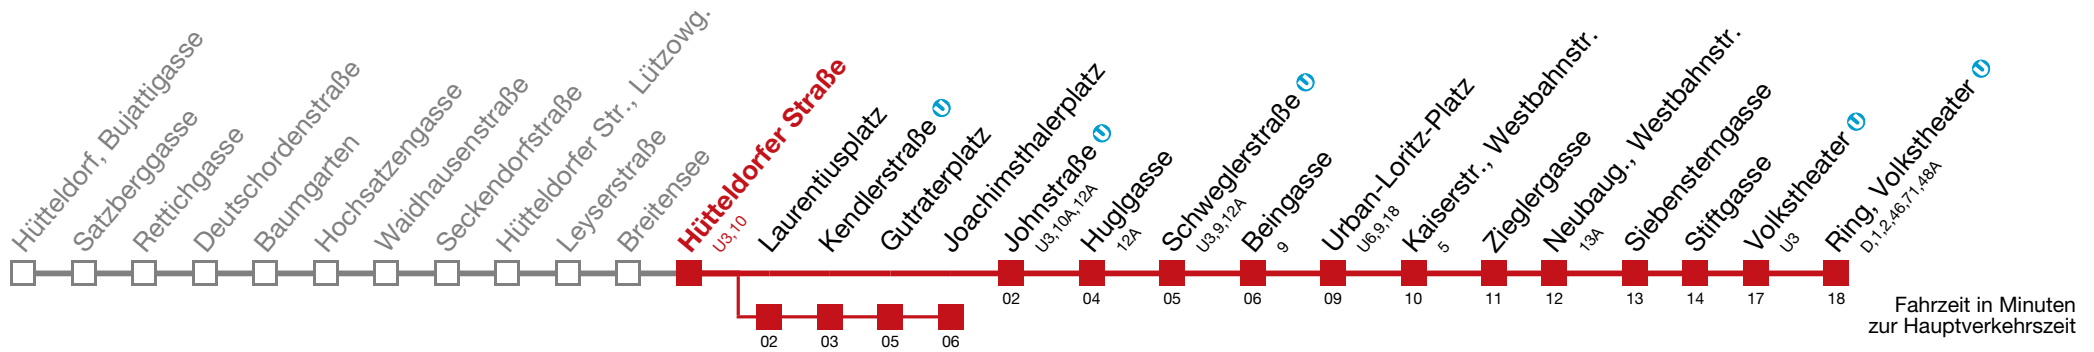 Hütteldorf, Bujattigasse
Satzberggasse
Rettichgasse
Deutschordenstraße
Baumgarten
Hochsatzengasse
Waidhausenstraße
Seckendorfstraße
Hütteldorfer Str., Lützowg.
Leyserstraße
Breitensee
Hütteldorfer Straße
U3,10
Laurentiusplatz
Kendlerstraße U
Gutraterplatz
Joachimsthalerplatz
Johnstraße U
U3,10A,12A
Huglgasse
12A
Schweglerstraße U
U3,9,12A
Beingasse
9
Urban-Loritz-Platz
U6,9,18
Kaiserstr., Westbahnstr.
5
Zieglergasse
Neubaug., Westbahnstr.
13A
Siebensterngasse
Stiftgasse
Volkstheater U
U3
Ring, Volkstheater U
D,1,2,46,71,48A
02 04 05 06 09 10 11 12 13 14 17 18
02 03 05 06
Fahrzeit in Minuten
zur Hauptverkehrszeit